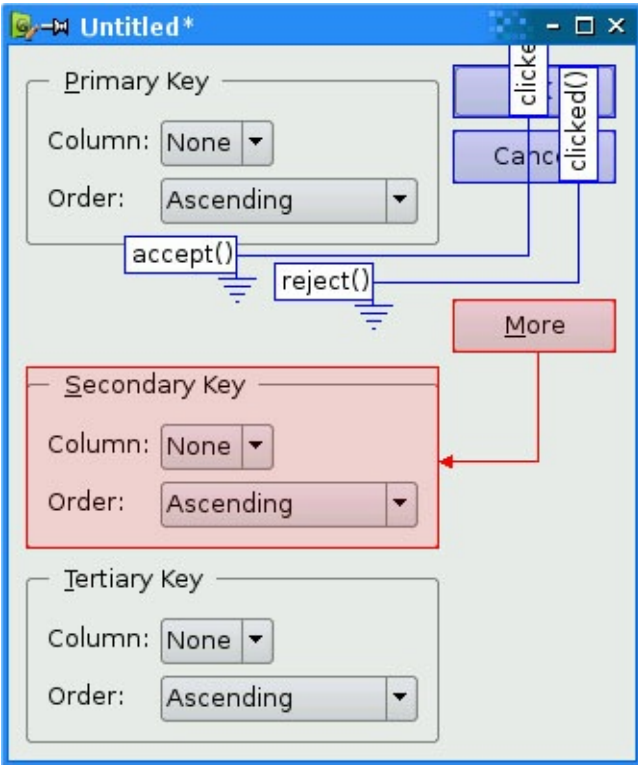 Untitled*
Primary Key
clicke
clicked()
Column: None
Order: Ascending
accept()
reject()
More
Secondary Key
Column: None
Order: Ascending
Tertiary Key
Column: None
Order: Ascending